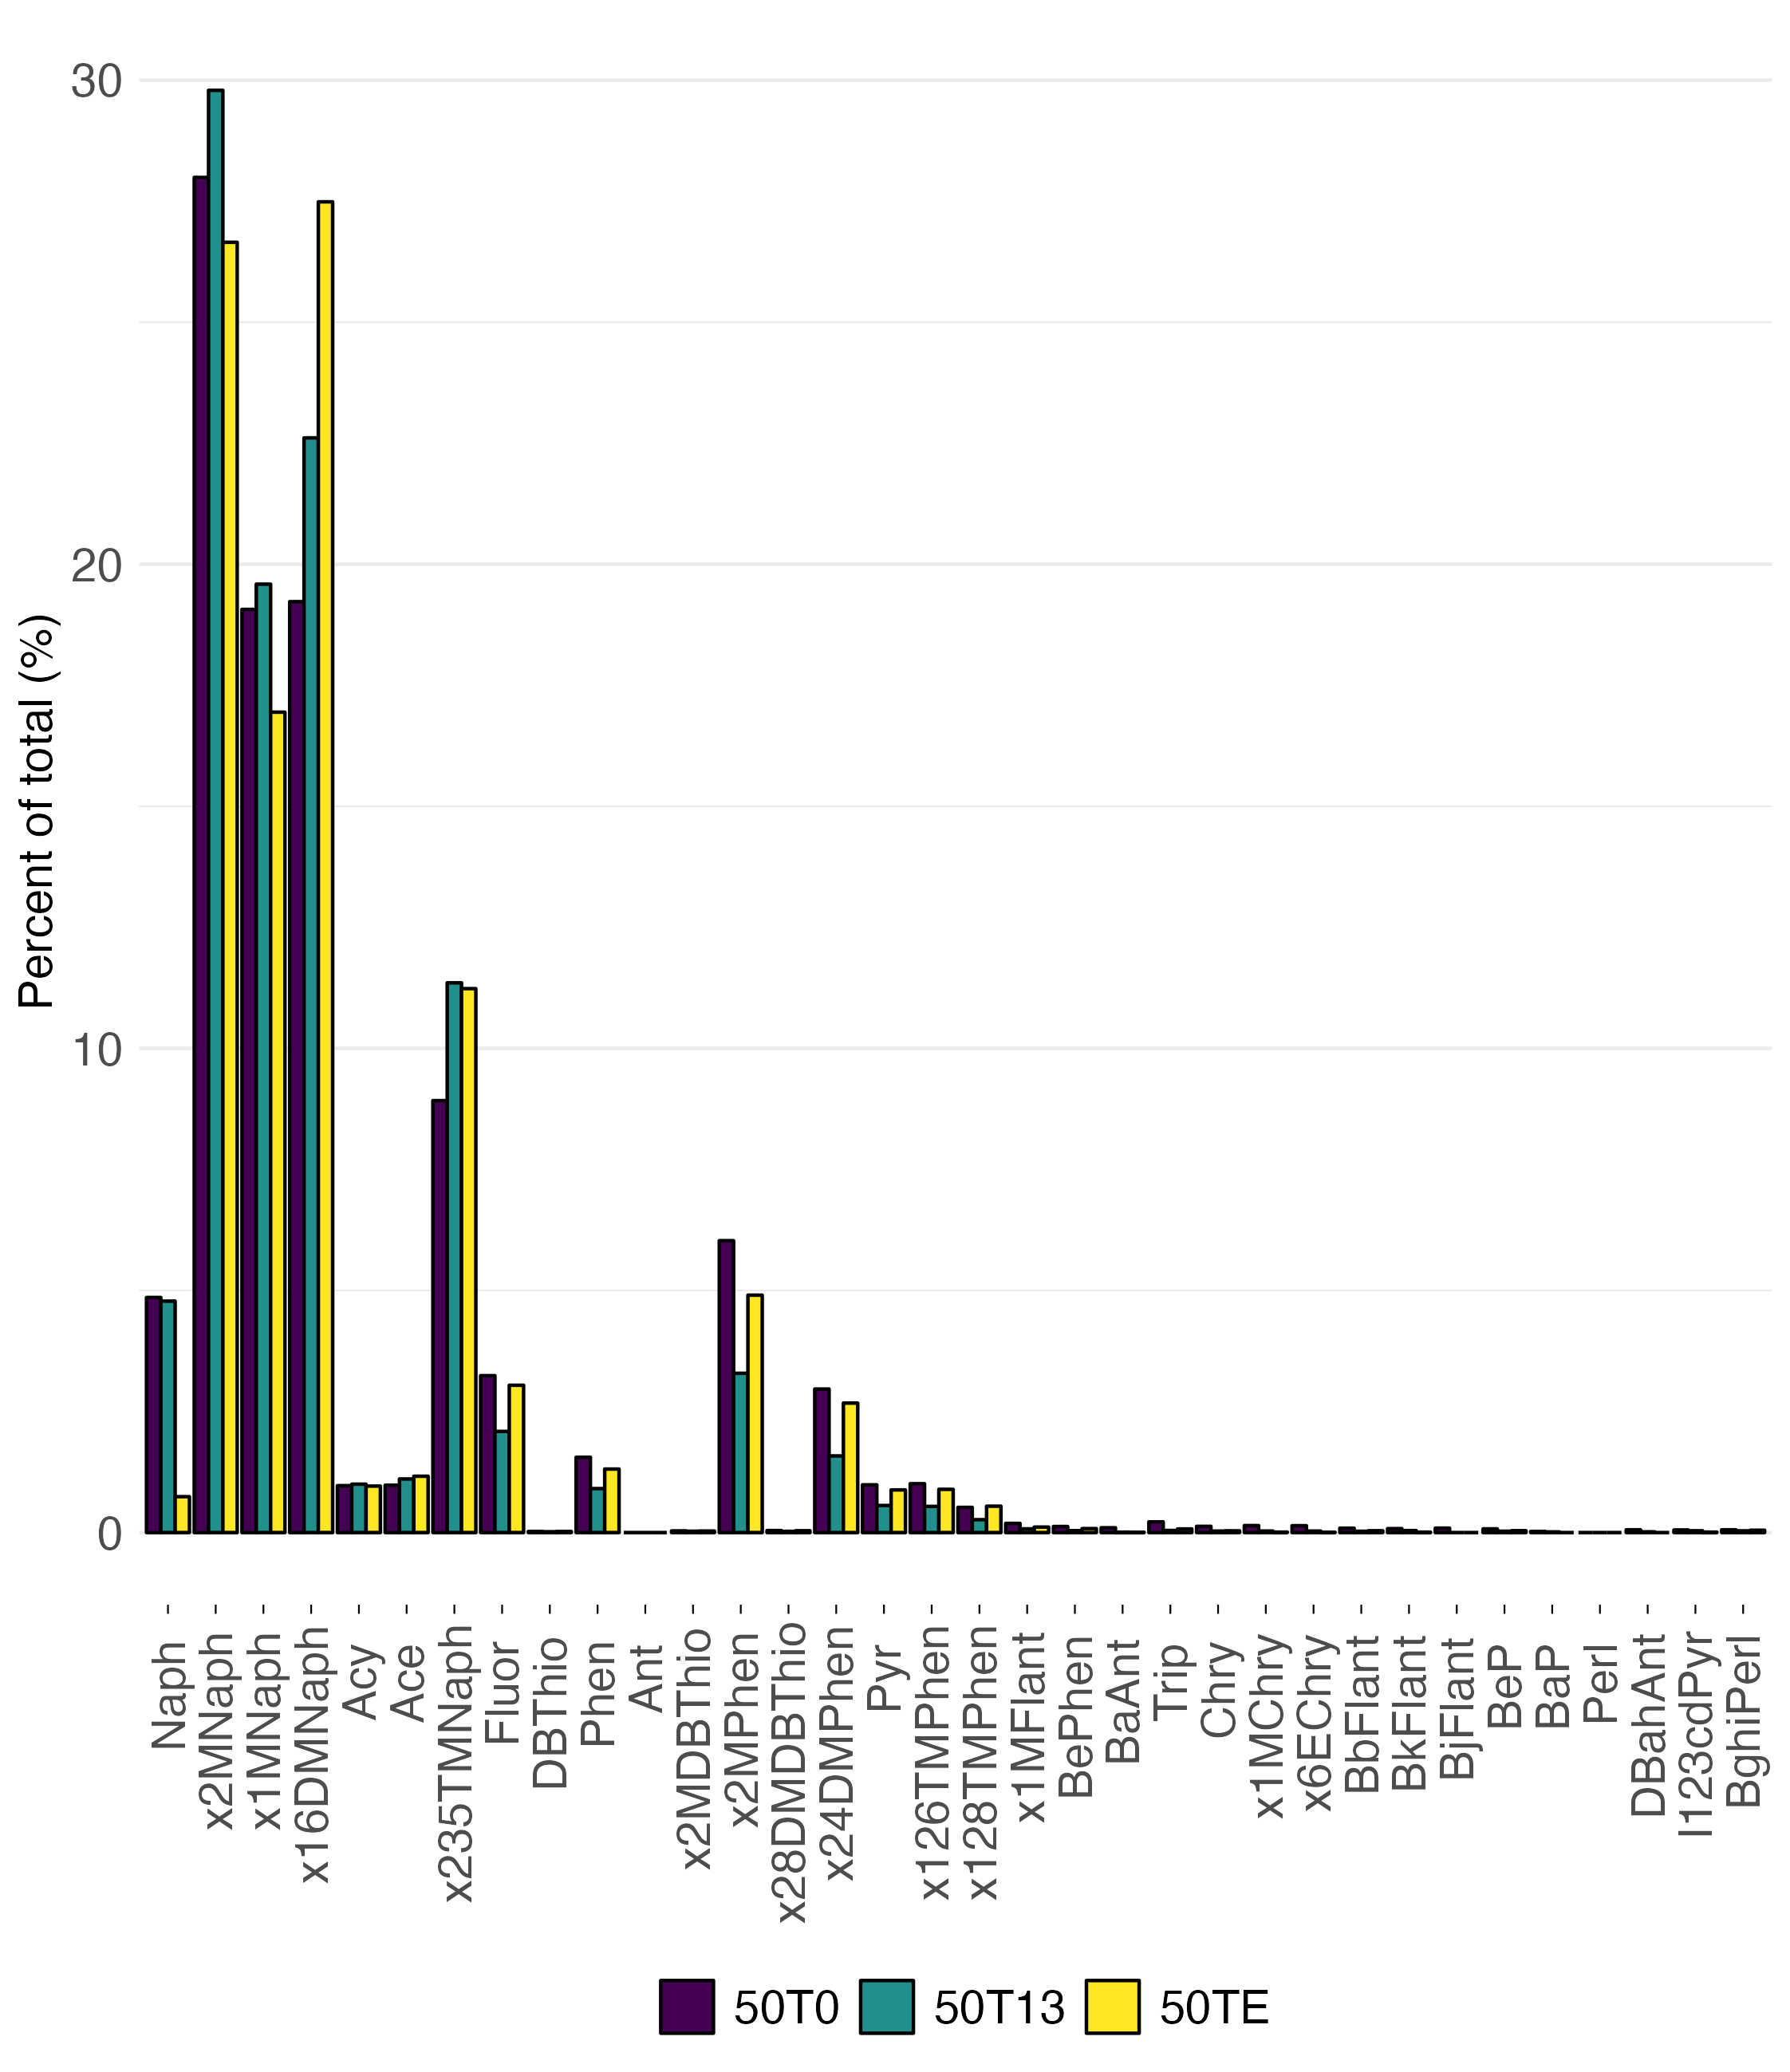 Percent of total (%)
30
20
10
0
Naph
x2MNaph
x1MNaph
x16DMNaph
Acy
Ace
x235TMNaph
Fluor
DBThio
Phen
Ant
x2MDBThio
x2MPhen
x28DMDBThio
x24DMPhen
Pyr
x126TMPhen
x128TMPhen
x1MFlant
BePhen
BaAnt
Trip
Chry
x1MChry
x6EChry
BbFlant
BkFlant
BjFlant
BeP
BaP
Perl
DBahAnt
I123cdPyr
BghiPerl
50T0 50T13 50TE